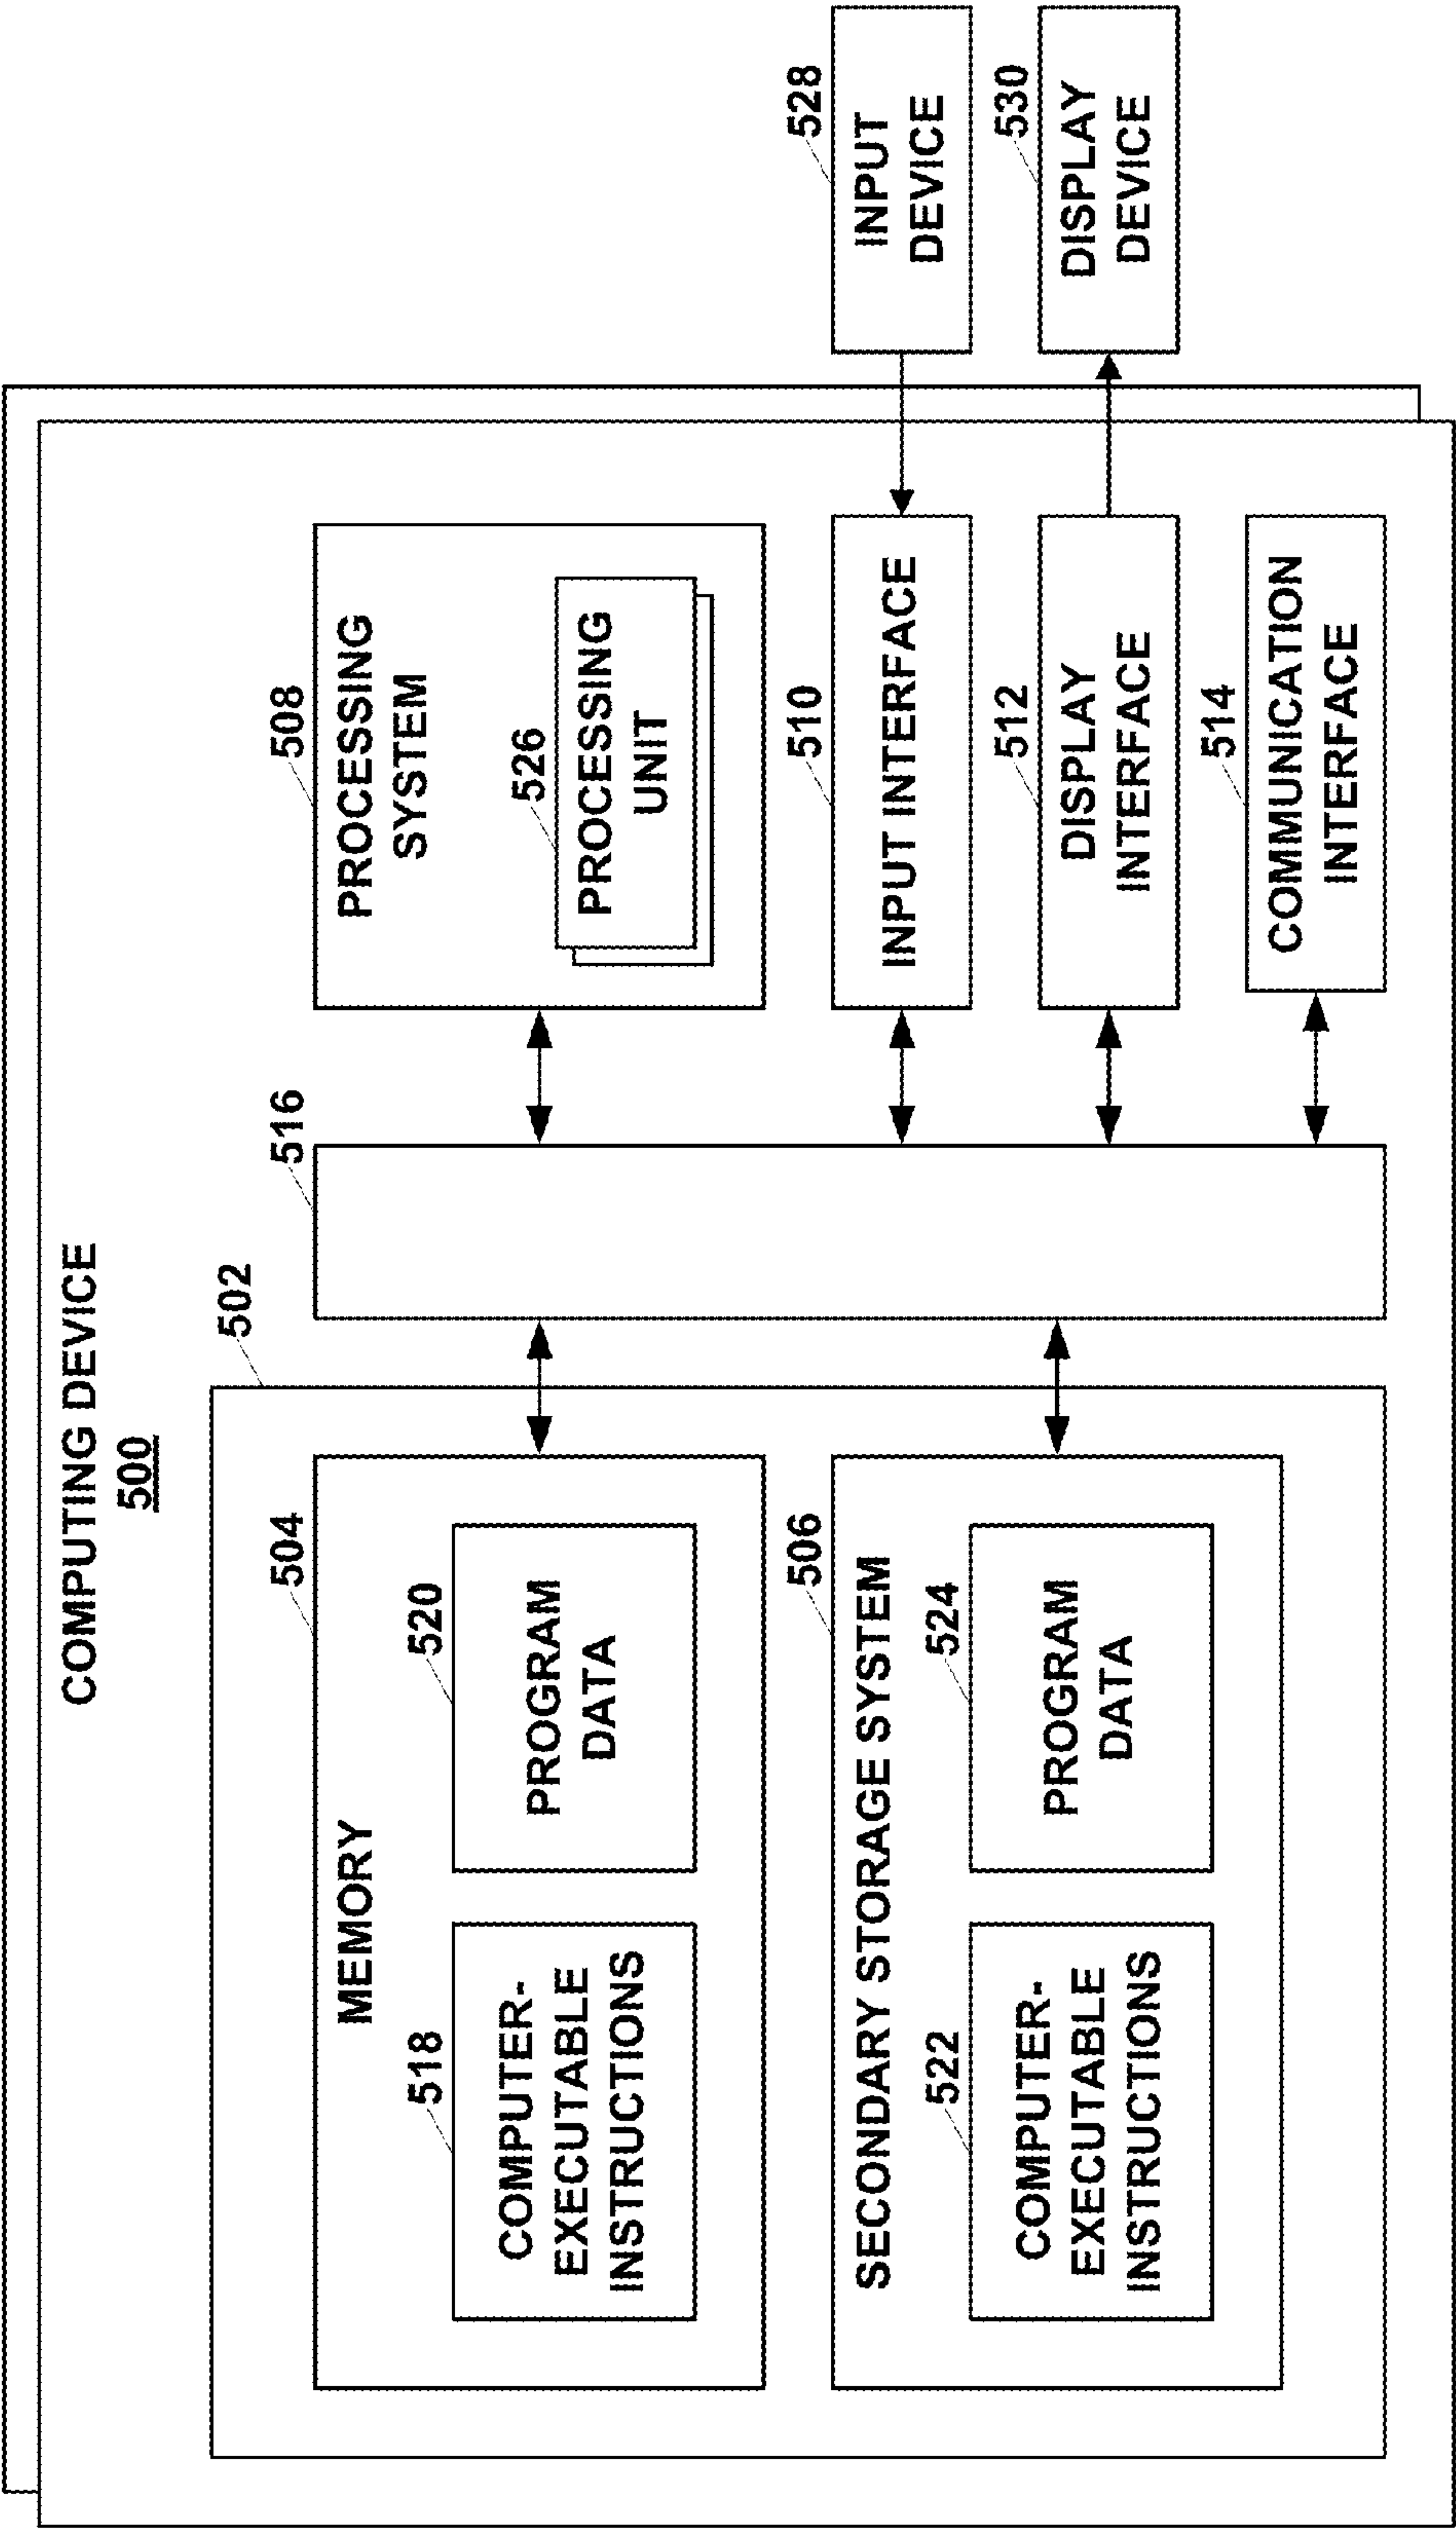 COMPUTING DEVICE
500
502
504
MEMORY
518
COMPUTER-
EXECUTABLE
INSTRUCTIONS
520
PROGRAM
DATA
506
SECONDARY STORAGE SYSTEM
522
COMPUTER-
EXECUTABLE
INSTRUCTIONS
524
PROGRAM
DATA
516
508
PROCESSING
SYSTEM
526
PROCESSING
UNIT
510
INPUT INTERFACE
512
DISPLAY
INTERFACE
514
COMMUNICATION
INTERFACE
528
INPUT
DEVICE
530
DISPLAY
DEVICE